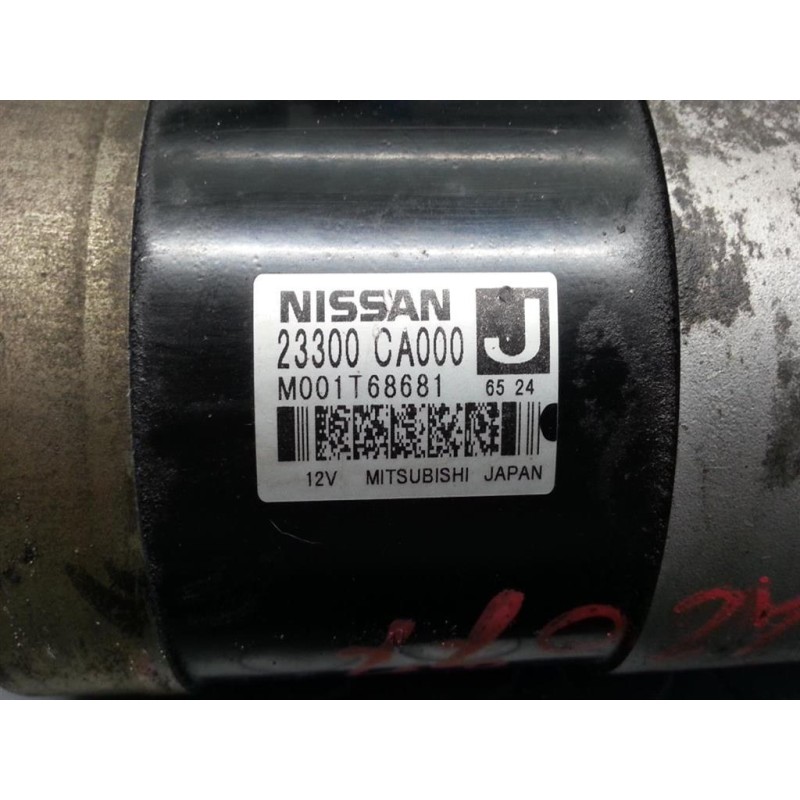 NISSAN J
23300 CA000
M001T68681 65 24
12V MITSUBISHI JAPAN